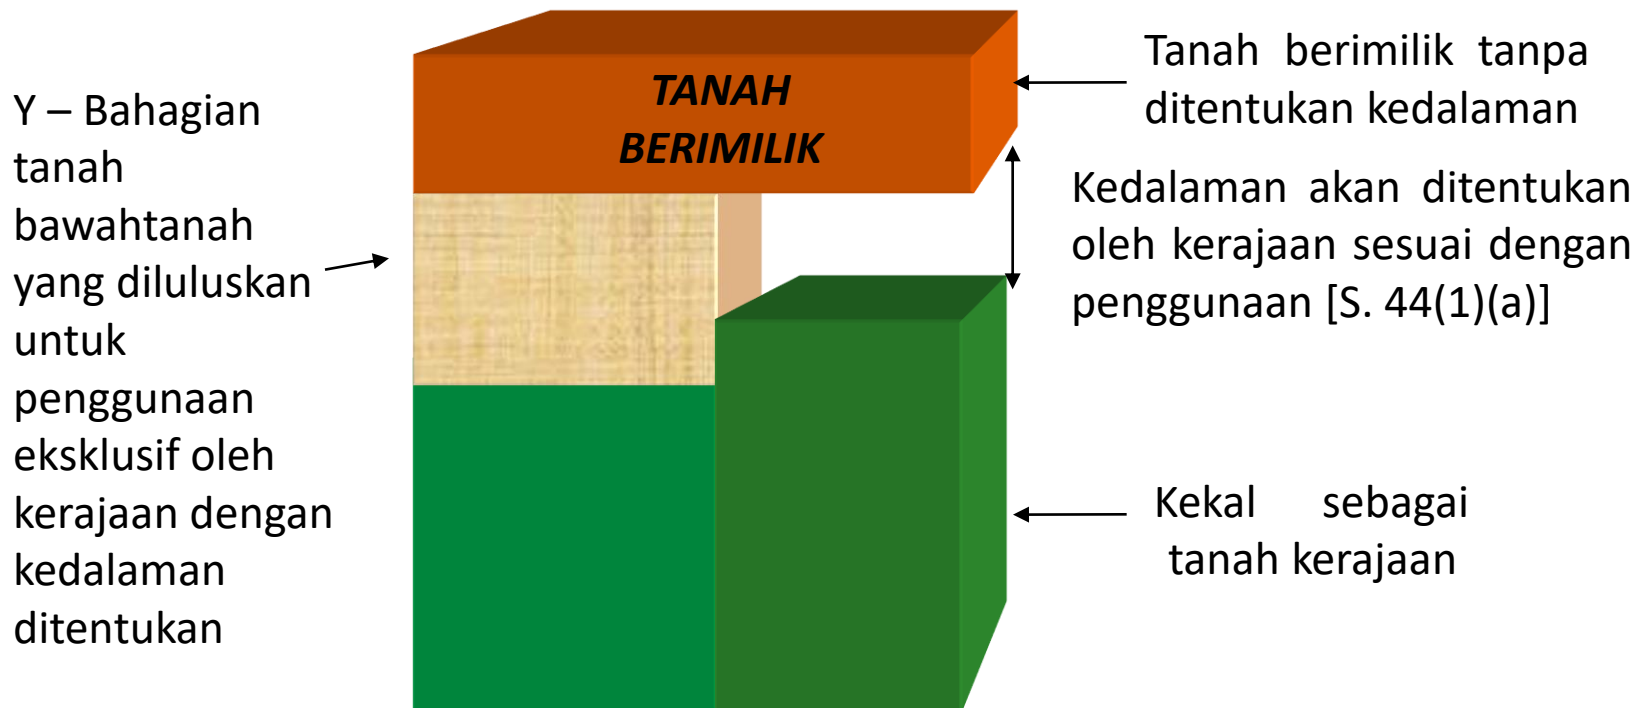 Y – Bahagian
tanah
bawahtanah
yang diluluskan
untuk
penggunaan
eksklusif oleh
kerajaan dengan
kedalaman
ditentukan
TANAH
BERIMILIK
Tanah berimilik tanpa
ditentukan kedalaman
Kedalaman akan ditentukan
oleh kerajaan sesuai dengan
penggunaan [S. 44(1)(a)]
Kekal sebagai
tanah kerajaan